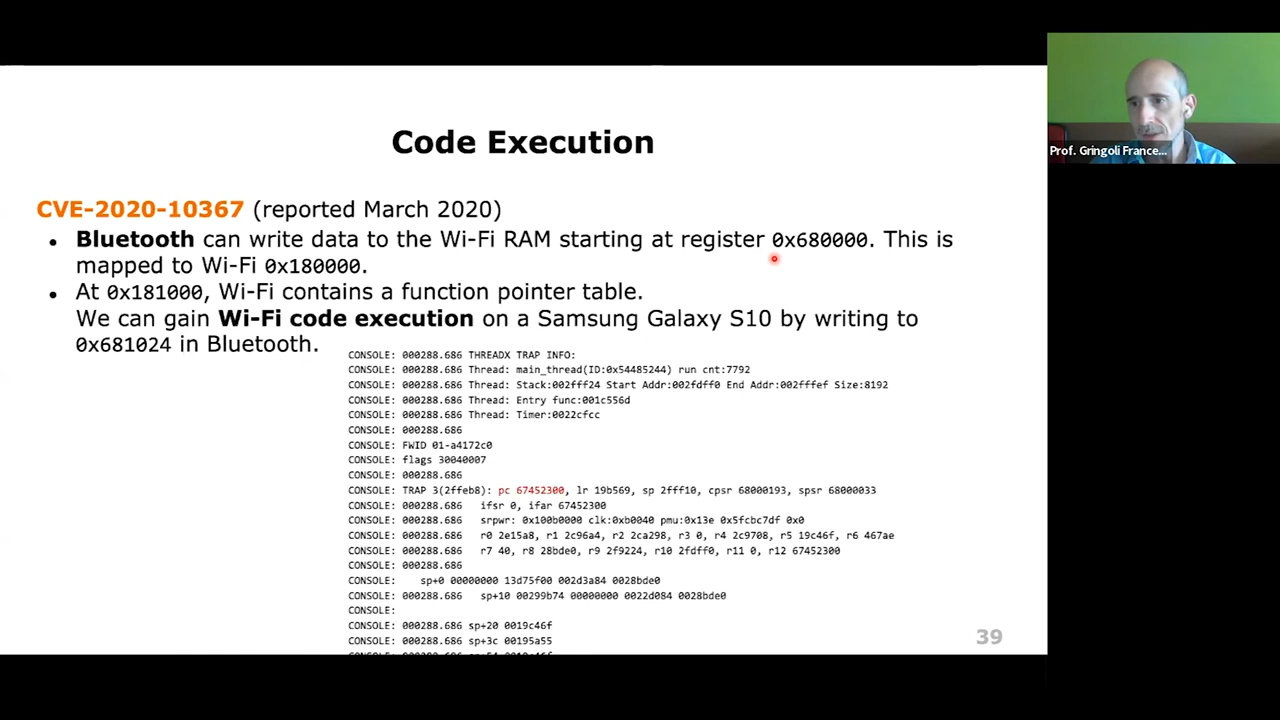 Code Execution
Prof. Gringoli France...
CVE-2020-10367 (reported March 2020)
• Bluetooth can write data to the Wi-Fi RAM starting at register 0x680000. This is
mapped to Wi-Fi 0x180000.
• At 0x181000, Wi-Fi contains a function pointer table.
We can gain Wi-Fi code execution on a Samsung Galaxy S10 by writing to
0x681024 in Bluetooth.
CONSOLE: 000288.686 THREADX TRAP INFO:
CONSOLE: 000288.686 Thread: main_thread(ID:0x54485244) run cnt:7792
CONSOLE: 000288.686 Thread: Stack:002fff24 Start Addr:002fdff0 End Addr:002fffef Size:8192
CONSOLE: 000288.686 Thread: Entry func:001c556d
CONSOLE: 000288.686 Thread: Timer:0022cfcc
CONSOLE: 000288.686
CONSOLE: FWID 01-a4172c0
CONSOLE: flags 30040007
CONSOLE: 000288.686
CONSOLE: TRAP 3(2ffeb8): pc 67452300, lr 19b569, sp 2fff10, cpsr 68000193, spsr 68000033
CONSOLE: 000288.686 ifsr 0, ifar 67452300
CONSOLE: 000288.686 srpwr: 0x100b0000 clk:0xb0040 pmu:0x13e 0x5fcbc7df 0x0
CONSOLE: 000288.686 r0 2e15a8, r1 2c96a4, r2 2ca298, r3 0, r4 2c9708, r5 19c46f, r6 467ae
CONSOLE: 000288.686 r7 40, r8 28bde0, r9 2f9224, r10 2fdff0, r11 0, r12 67452300
CONSOLE: 000288.686
CONSOLE: sp+0 00000000 13d75f00 002d3a84 0028bde0
CONSOLE: 000288.686 sp+10 00299b74 00000000 0022d084 0028bde0
CONSOLE:
CONSOLE: 000288.686 sp+20 0019c46f
CONSOLE: 000288.686 sp+3c 00195a55
39